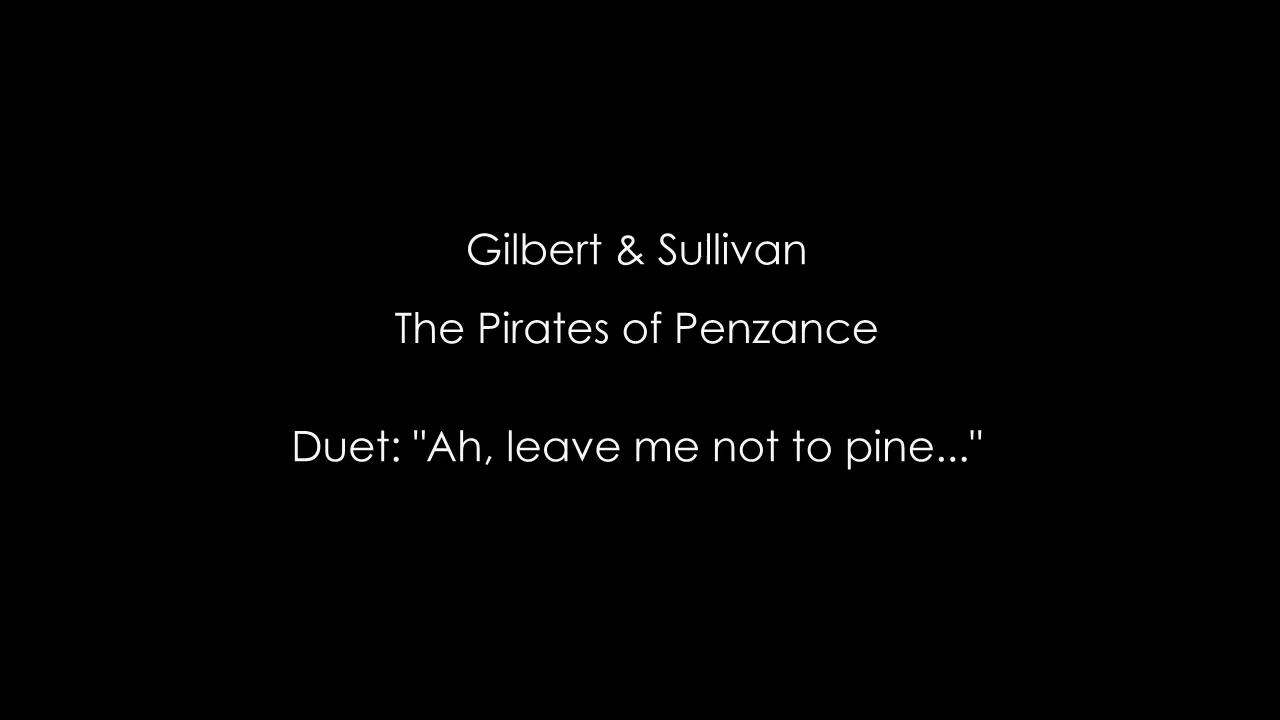 Gilbert & Sullivan
The Pirates of Penzance
Duet: "Ah, leave me not to pine..."